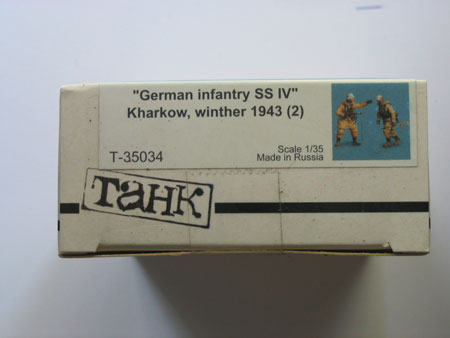 "German infantry SS IV"
Kharkow, winther 1943 (2)
T-35034
Scale 1/35
Made in Russia
танк